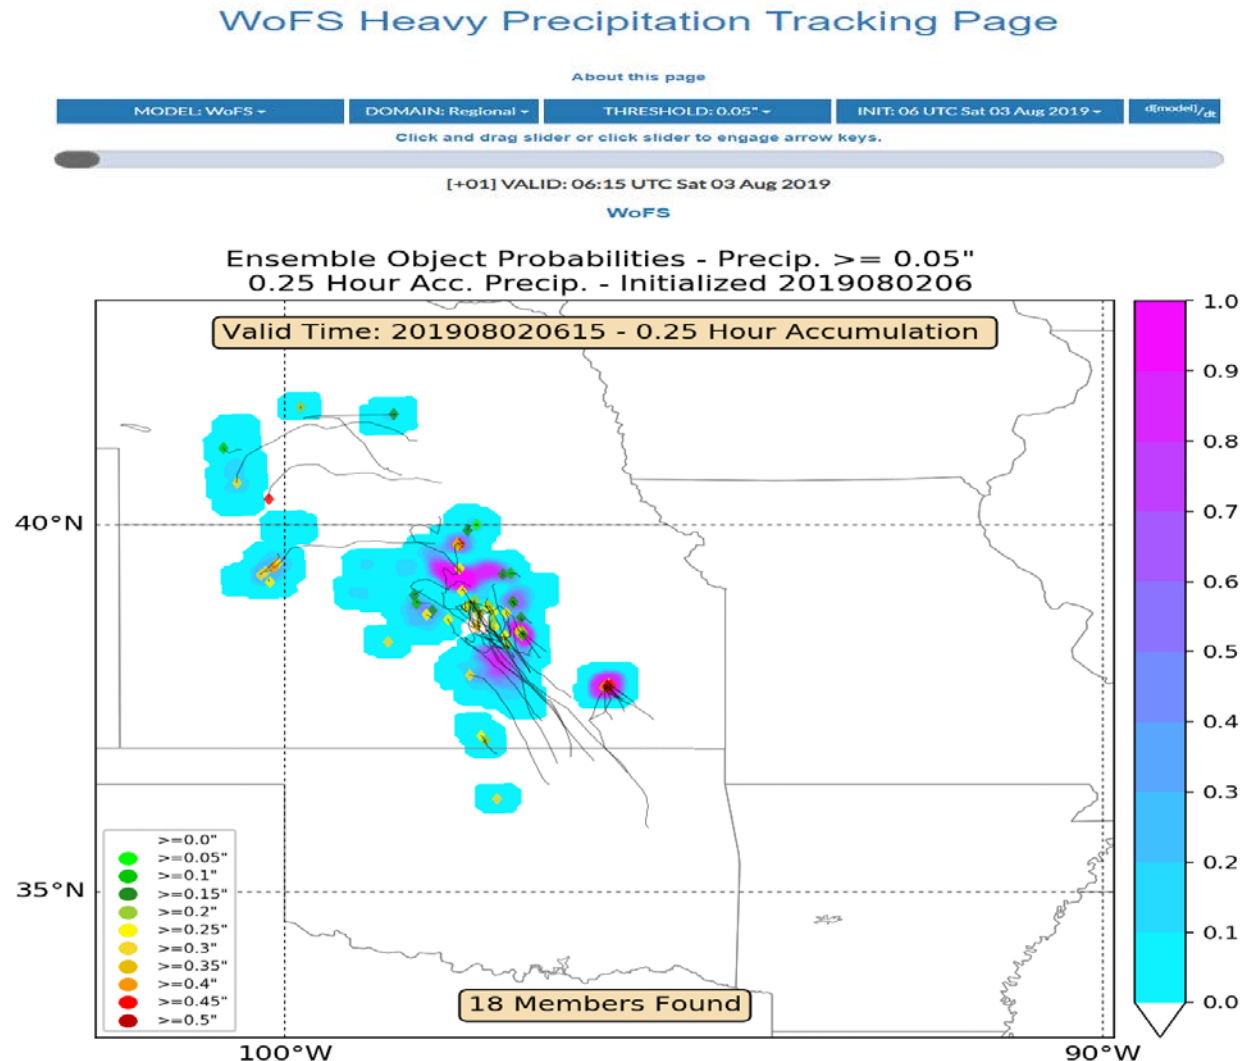 WoFS Heavy Precipitation Tracking Page
About this page
MODEL: WoFS
DOMAIN: Regional
THRESHOLD: 0.05"
INIT: 06 UTC Sat 03 Aug 2019
d[model]/dt
Click and drag slider or click slider to engage arrow keys.
[+01] VALID: 06:15 UTC Sat 03 Aug 2019
WoFS
Ensemble Object Probabilities - Precip. >= 0.05"
0.25 Hour Acc. Precip. - Initialized 2019080206
Valid Time: 201908020615 - 0.25 Hour Accumulation
40°N
35°N
100°W
90°W
>=0.0"
>=0.05"
>=0.1"
>=0.15"
>=0.2"
>=0.25"
>=0.3"
>=0.35"
>=0.4"
>=0.45"
>=0.5"
18 Members Found
1.0
0.9
0.8
0.7
0.6
0.5
0.4
0.3
0.2
0.1
0.0